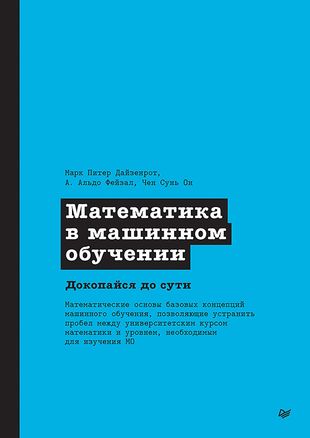 Марк Питер Дайзенрот,
А. Альдо Фейзал, Чен Сунь Он
Математика
в машинном
обучении
Докопайся до сути
Математические основы базовых концепций
машинного обучения, позволяющие устранить
пробел между университетским курсом
математики и уровнем, необходимым
для изучения МО